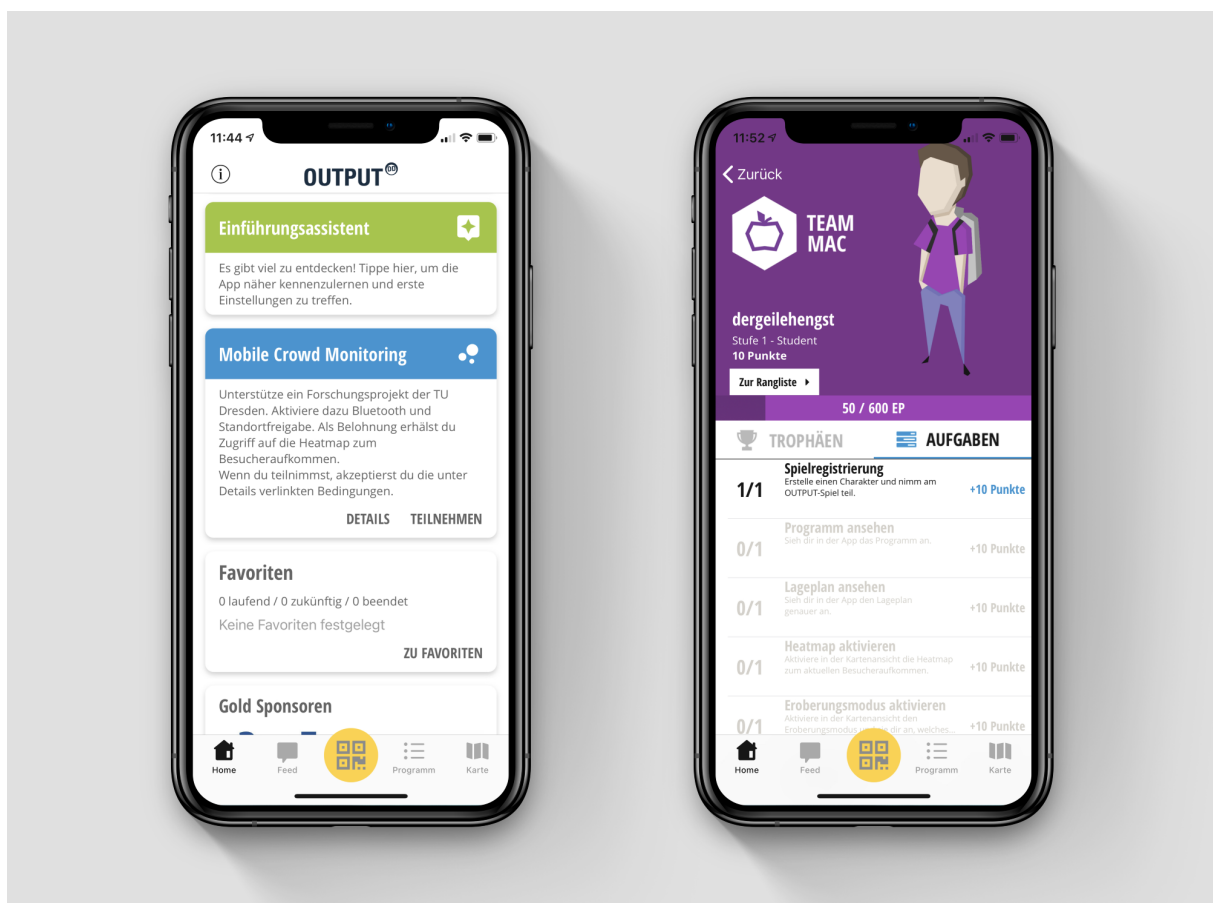 11:44
OUTPUT DD
Einführungsassistent
Es gibt viel zu entdecken! Tippe hier, um die
App näher kennenzulernen und erste
Einstellungen zu treffen.
Mobile Crowd Monitoring
Unterstütze ein Forschungsprojekt der TU
Dresden. Aktiviere dazu Bluetooth und
Standortfreigabe. Als Belohnung erhälst du
Zugriff auf die Heatmap zum
Besucheraufkommen.
Wenn du teilnimmst, akzeptierst du die unter
Details verlinkten Bedingungen.
DETAILS TEILNEHMEN
Favoriten
0 laufend / 0 zukünftig / 0 beendet
Keine Favoriten festgelegt
ZU FAVORITEN
Gold Sponsoren
Home Feed Programm Karte
11:52
Zurück
TEAM
MAC
dergeilehengst
Stufe 1 - Student
10 Punkte
Zur Rangliste
50 / 600 EP
TROPHÄEN AUFGABEN
Spielregistrierung
Erstelle einen Charakter und nimm am
OUTPUT-Spiel teil.
1/1 +10 Punkte
Programm ansehen
Sieh dir in der App das Programm an.
0/1 +10 Punkte
Lageplan ansehen
Sieh dir in der App den Lageplan
genauer an.
0/1 +10 Punkte
Heatmap aktivieren
Aktiviere in der Kartenansicht die Heatmap
zum aktuellen Besucheraufkommen.
0/1 +10 Punkte
Eroberungsmodus aktivieren
Aktiviere in der Kartenansicht den
Eroberungsmodus dir an, welches...
0/1 +10 Punkte
Home Feed Programm Karte